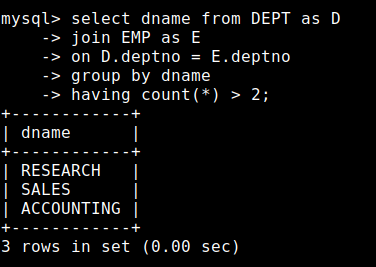 mysql> select dname from DEPT as D
    -> join EMP as E
    -> on D.deptno = E.deptno
    -> group by dname
    -> having count(*) > 2;
+------------+
| dname      |
+------------+
| RESEARCH   |
| SALES      |
| ACCOUNTING |
+------------+
3 rows in set (0.00 sec)